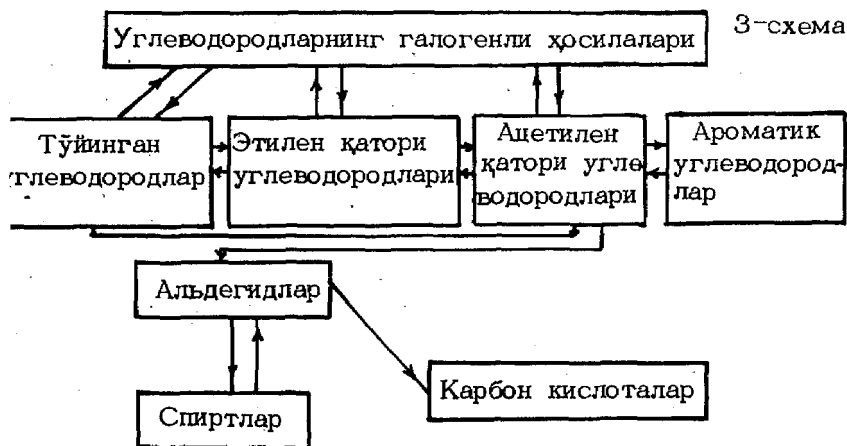 3-схема
Углеводородларнинг галогенли ҳосилалари
Тўйинган
углеводородлар
Этилен қатори
углеводородлари
Ацетилен
қатори угле
водородлари
Ароматик
углеводород-
лар
Альдегидлар
Карбон кислоталар
Спиртлар